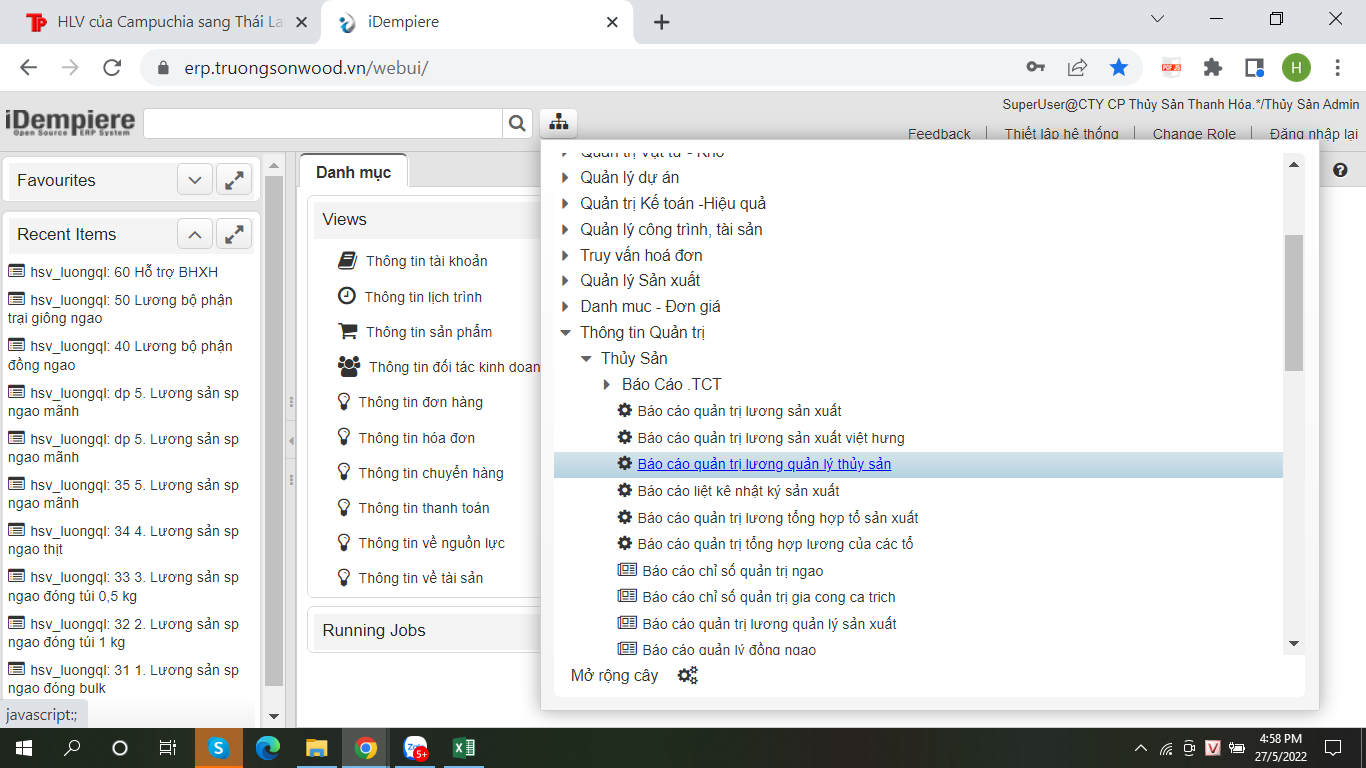 HLV của Campuchia sang Thái La
iDempiere
erp.truongsonwood.vn/webui/
H
iDempiere
Open Source ERP System
SuperUser@CTY CP Thủy Sản Thanh Hóa.*/Thủy Sản Admin
Feedback
Thiết lập hệ thống
Change Role
Đăng nhập lại
Favourites
Recent Items
hsv_luongql: 60 Hỗ trợ BHXH
hsv_luongql: 50 Lương bộ phận
trại giông ngao
hsv_luongql: 40 Lương bộ phận
đồng ngao
hsv_luongql: dp 5. Lương sản sp
ngao mãnh
hsv_luongql: dp 5. Lương sản sp
ngao mãnh
hsv_luongql: 35 5. Lương sản sp
ngao mãnh
hsv_luongql: 34 4. Lương sản sp
ngao thịt
hsv_luongql: 33 3. Lương sản sp
ngao đóng túi 0,5 kg
hsv_luongql: 32 2. Lương sản sp
ngao đóng túi 1 kg
hsv_luongql: 31 1. Lương sản sp
ngao đóng bulk
javascript:;
Danh mục
Views
Thông tin tài khoản
Thông tin lịch trình
Thông tin sản phẩm
Thông tin đối tác kinh doan
Thông tin đơn hàng
Thông tin hóa đơn
Thông tin chuyển hàng
Thông tin thanh toán
Thông tin về nguồn lực
Thông tin về tài sản
Running Jobs
Quản trị Vật tư - Kho
Quản lý dự án
Quản trị Kế toán -Hiệu quả
Quản lý công trình, tài sản
Truy vấn hoá đơn
Quản lý Sản xuất
Danh muc - Đơn giá
Thông tin Quản trị
Thủy Sản
Báo Cáo .TCT
Báo cáo quản trị lương sản xuất
Báo cáo quản trị lương sản xuất việt hưng
Báo cáo quản trị lương quản lý thủy sản
Báo cáo liệt kê nhật ký sản xuất
Báo cáo quản trị lương tổng hợp tổ sản xuất
Báo cáo quản trị tổng hợp lương của các tổ
Báo cáo chỉ số quản trị ngao
Báo cáo chỉ số quản trị gia cong ca trich
Báo cáo quản trị lương quản lý sản xuất
Báo cáo quản lý đồng ngao
Mở rộng cây
5+
4:58 PM
27/5/2022